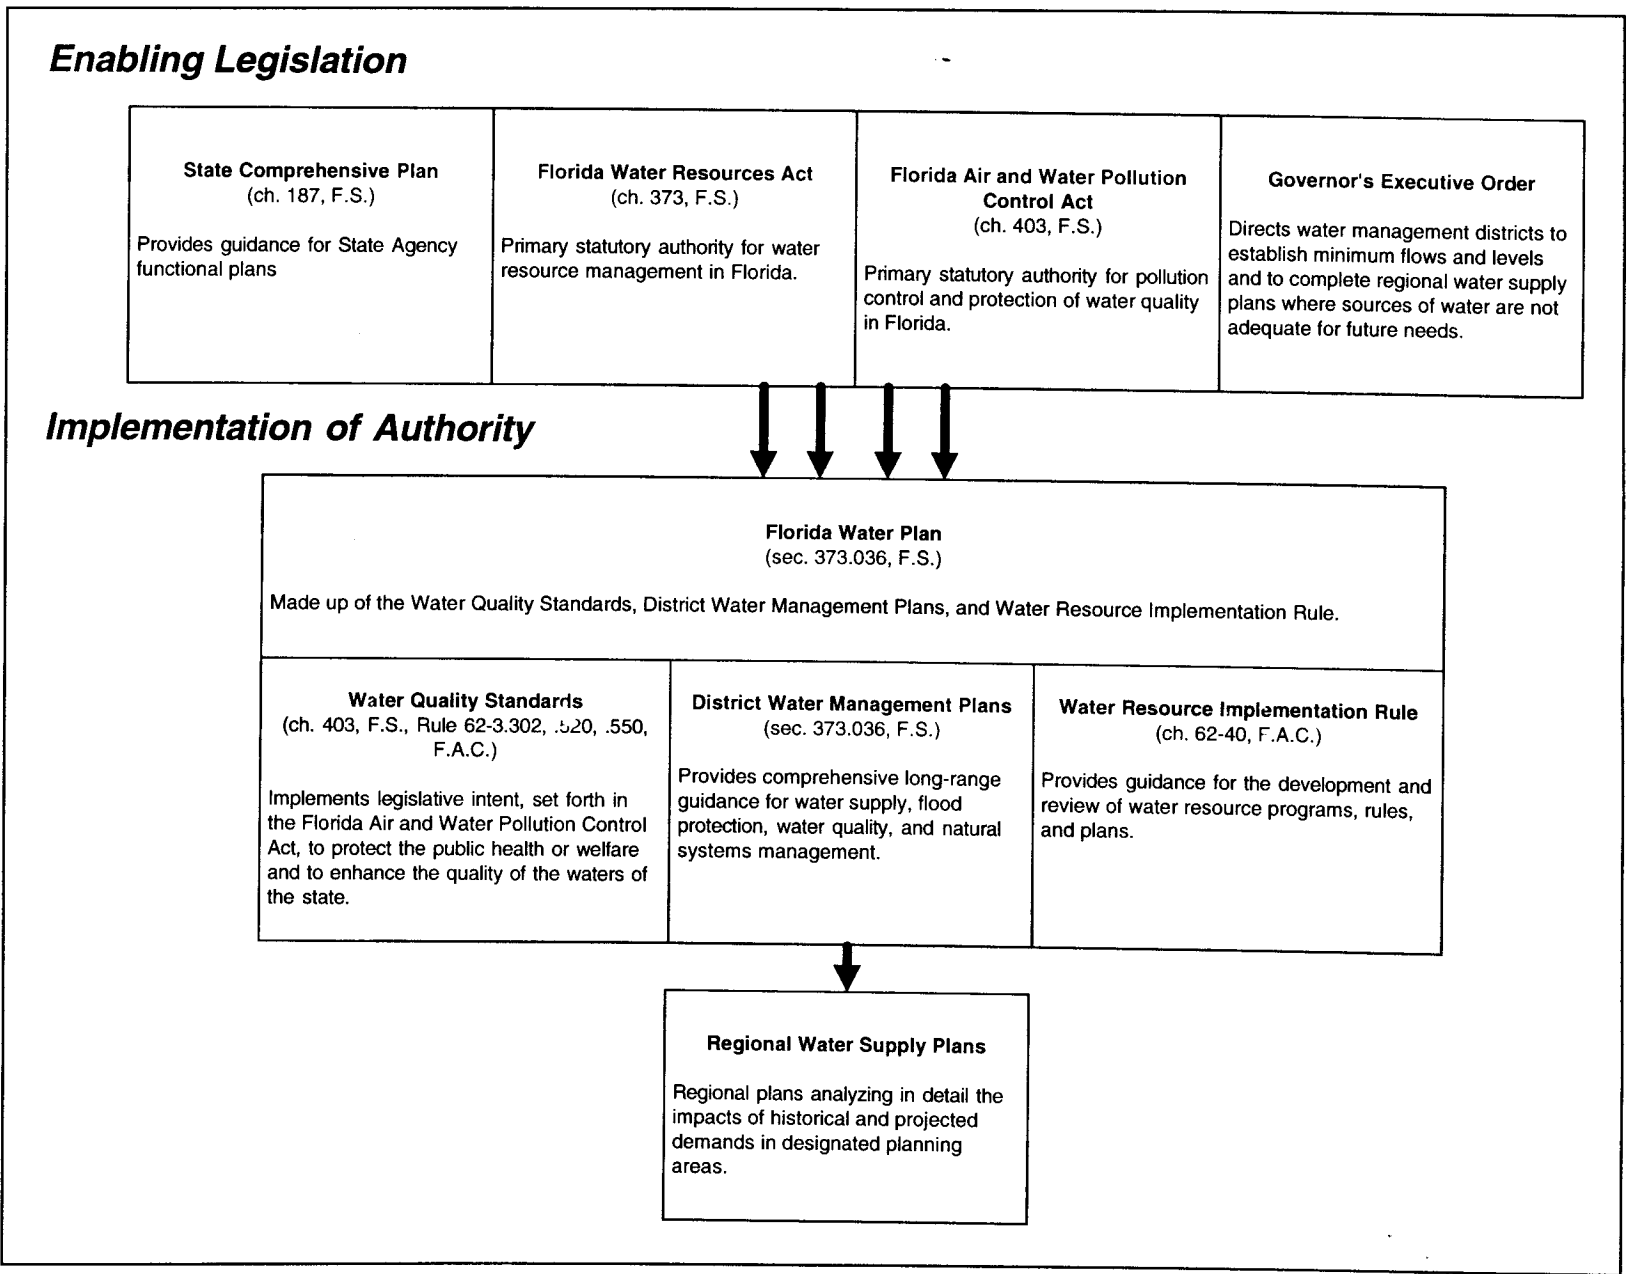 Enabling Legislation
State Comprehensive Plan
(ch. 187, F.S.)
Provides guidance for State Agency
functional plans
Florida Water Resources Act
(ch. 373, F.S.)
Primary statutory authority for water
resource management in Florida.
Florida Air and Water Pollution
Control Act
(ch. 403, F.S.)
Primary statutory authority for pollution
control and protection of water quality
in Florida.
Governor's Executive Order
Directs water management districts to
establish minimum flows and levels
and to complete regional water supply
plans where sources of water are not
adequate for future needs.
Implementation of Authority
Florida Water Plan
(sec. 373.036, F.S.)
Made up of the Water Quality Standards, District Water Management Plans, and Water Resource Implementation Rule.
Water Quality Standards
(ch. 403, F.S., Rule 62-3.302, .520, .550,
F.A.C.)
Implements legislative intent, set forth in
the Florida Air and Water Pollution Control
Act, to protect the public health or welfare
and to enhance the quality of the waters of
the state.
District Water Management Plans
(sec. 373.036, F.S.)
Provides comprehensive long-range
guidance for water supply, flood
protection, water quality, and natural
systems management.
Water Resource Implementation Rule
(ch. 62-40, F.A.C.)
Provides guidance for the development and
review of water resource programs, rules,
and plans.
Regional Water Supply Plans
Regional plans analyzing in detail the
impacts of historical and projected
demands in designated planning
areas.